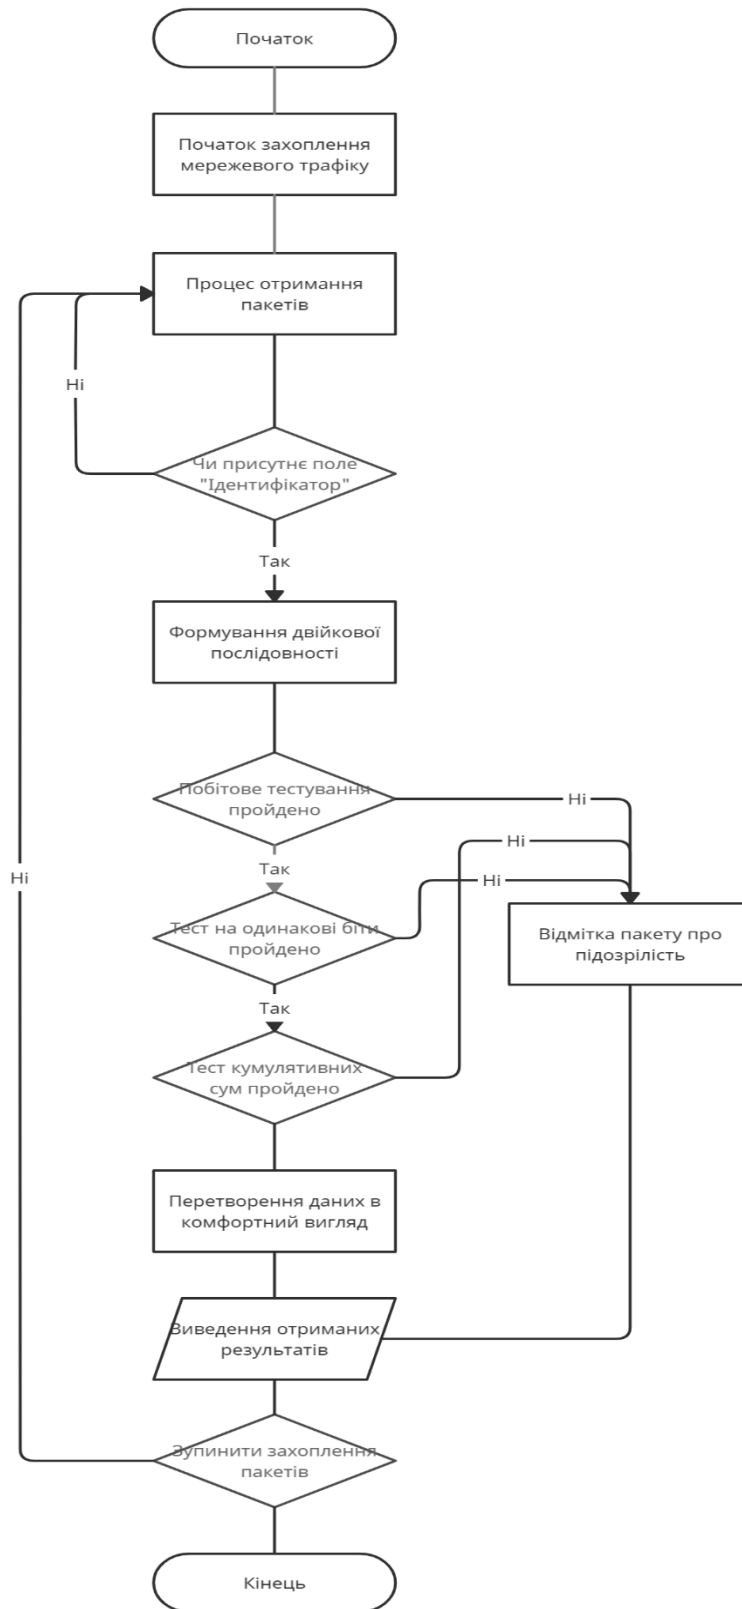 Початок
Початок захоплення
мережевого трафіку
Процес отримання
пакетів
Ні
Чи присутнє поле
"Ідентифікатор"
Так
Формування двійкової
послідовності
Побітове тестування
пройдено
Ні
Ні
Так
Ні
Ні
Тест на одинакові біти
пройдено
Відмітка пакету про
підозрілість
Так
Тест кумулятивних
сум пройдено
Перетворення даних в
комфортний вигляд
Виведення отриманих
результатів
Зупинити захоплення
пакетів
Кінець